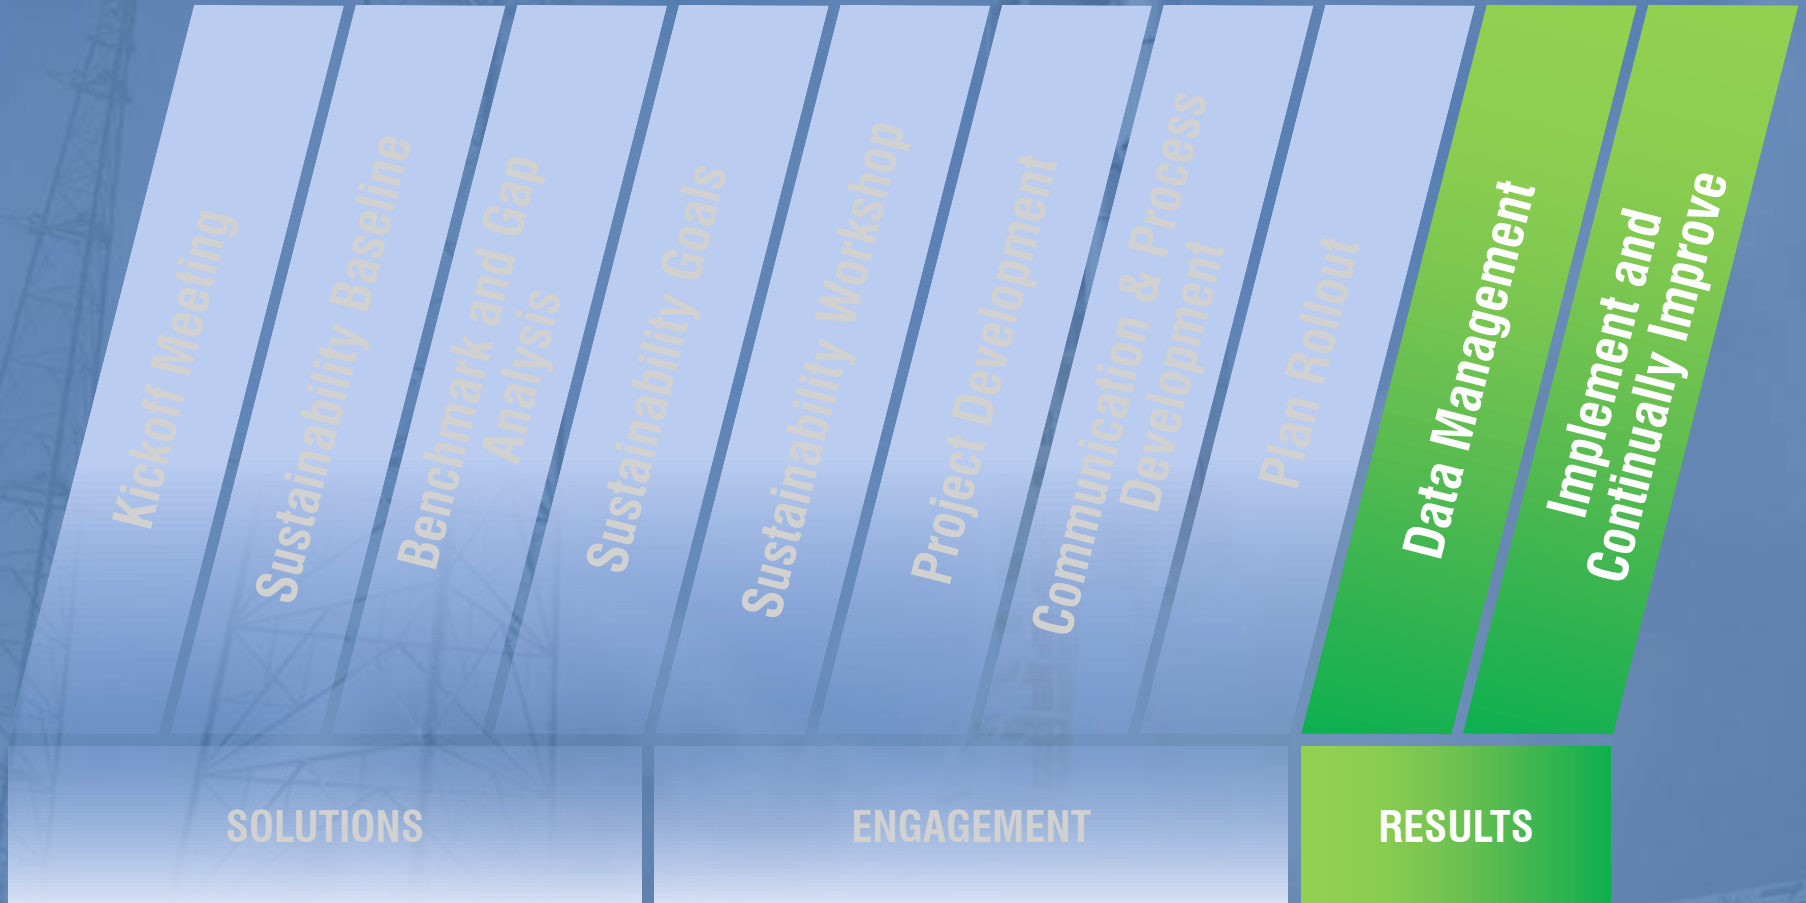 Kickoff Meeting
Sustainability Baseline
Benchmark and Gap
Analysis
Sustainability Goals
Sustainability Workshop
Project Development
Communication & Process
Development
Plan Rollout
Data Management
Implement and
Continually Improve
SOLUTIONS
ENGAGEMENT
RESULTS